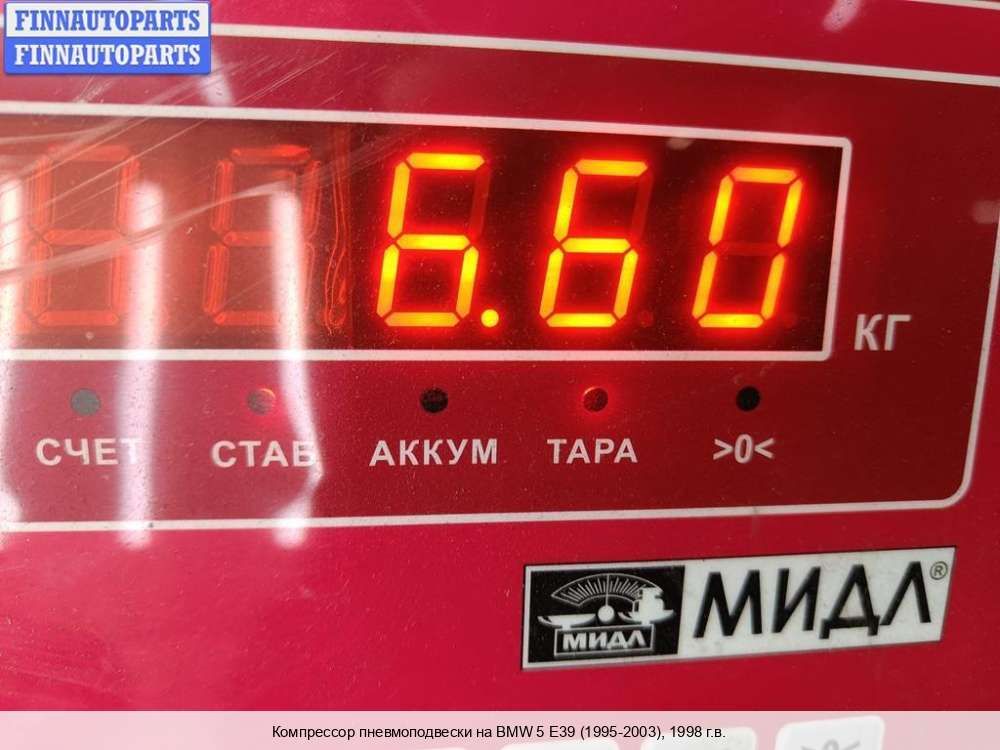 FINNAUTOPARTS
FINNAUTOPARTS
6.60
КГ
СЧЕТ СТАБ АККУМ ТАРА >0<
МИДЛ МИДЛ®
Компрессор пневмоподвески на BMW 5 E39 (1995-2003), 1998 г.в.